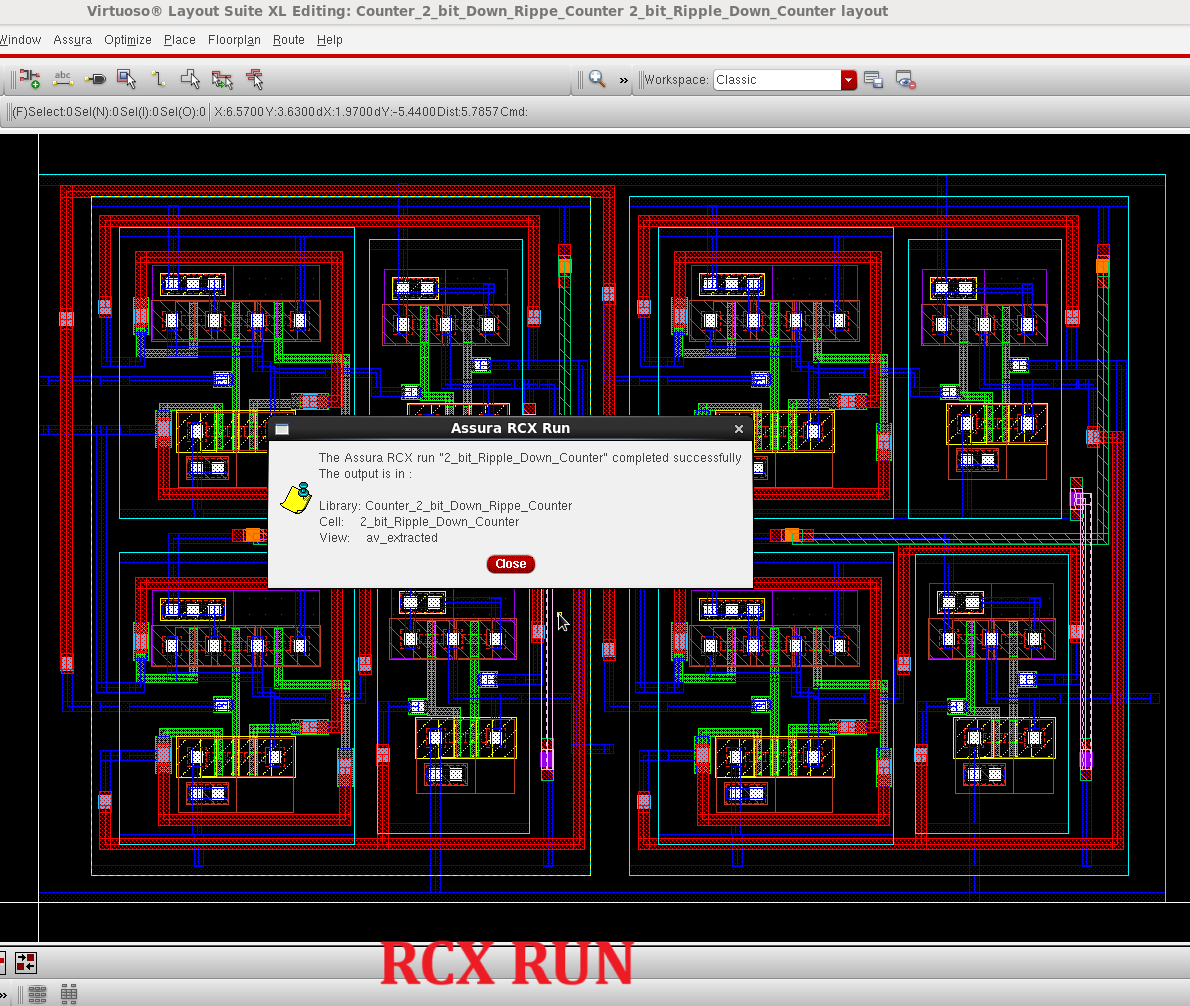 Virtuoso® Layout Suite XL Editing: Counter_2_bit_Down_Rippe_Counter 2_bit_Ripple_Down_Counter layout
Window Assura Optimize Place Floorplan Route Help
abc
» Workspace: Classic
(F)Select:0 Sel(N):0 Sel(I):0 Sel(O):0 X:6.5700 Y:3.6300 dX:1.9700 dY:-5.4400 Dist:5.7857 Cmd:
Assura RCX Run
The Assura RCX run "2_bit_Ripple_Down_Counter" completed successfully
The output is in :
Library: Counter_2_bit_Down_Rippe_Counter
Cell: 2_bit_Ripple_Down_Counter
View: av_extracted
Close
RCX RUN
»